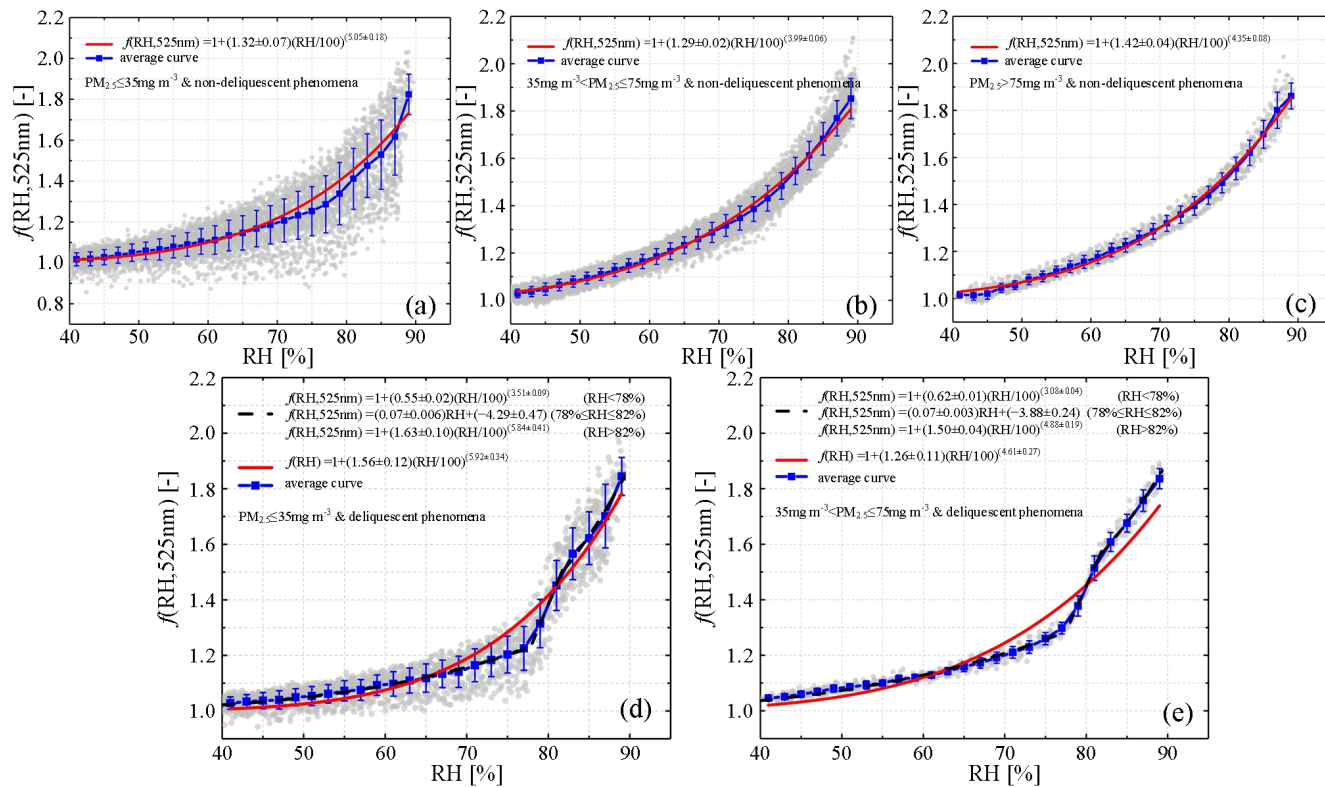 2.2
2.0
1.8
1.6
1.4
1.2
1.0
0.8
f(RH,525nm) [-]
f(RH,525nm) =1+(1.32±0.07)(RH/100)^(5.05±0.18)
average curve
PM2.5≤35mg m-3 & non-deliquescent phenomena
(a)
40 50 60 70 80 90
RH [%]
2.2
2.0
1.8
1.6
1.4
1.2
1.0
f(RH,525nm) [-]
f(RH,525nm) =1+(1.29±0.02)(RH/100)^(3.99±0.06)
average curve
35mg m-3<PM2.5≤75mg m-3 & non-deliquescent phenomena
(b)
40 50 60 70 80 90
RH [%]
2.2
2.0
1.8
1.6
1.4
1.2
1.0
f(RH,525nm) [-]
f(RH,525nm) =1+(1.42±0.04)(RH/100)^(4.35±0.08)
average curve
PM2.5>75mg m-3 & non-deliquescent phenomena
(c)
40 50 60 70 80 90
RH [%]
2.2
2.0
1.8
1.6
1.4
1.2
1.0
f(RH,525nm) [-]
f(RH,525nm) =1+(0.55±0.02)(RH/100)^(3.51±0.09) (RH<78%)
f(RH,525nm) =(0.07±0.006)RH+(−4.29±0.47) (78%≤RH≤82%)
f(RH,525nm) =1+(1.63±0.10)(RH/100)^(5.84±0.41) (RH>82%)
f(RH) =1+(1.56±0.12)(RH/100)^(5.92±0.34)
average curve
PM2.5≤35mg m-3 & deliquescent phenomena
(d)
40 50 60 70 80 90
RH [%]
2.2
2.0
1.8
1.6
1.4
1.2
1.0
f(RH,525nm) [-]
f(RH,525nm) =1+(0.62±0.01)(RH/100)^(3.08±0.04) (RH<78%)
f(RH,525nm) =(0.07±0.003)RH+(−3.88±0.24) (78%≤RH≤82%)
f(RH,525nm) =1+(1.50±0.04)(RH/100)^(4.88±0.19) (RH>82%)
f(RH) =1+(1.26±0.11)(RH/100)^(4.61±0.27)
average curve
35mg m-3<PM2.5≤75mg m-3 & deliquescent phenomena
(e)
40 50 60 70 80 90
RH [%]